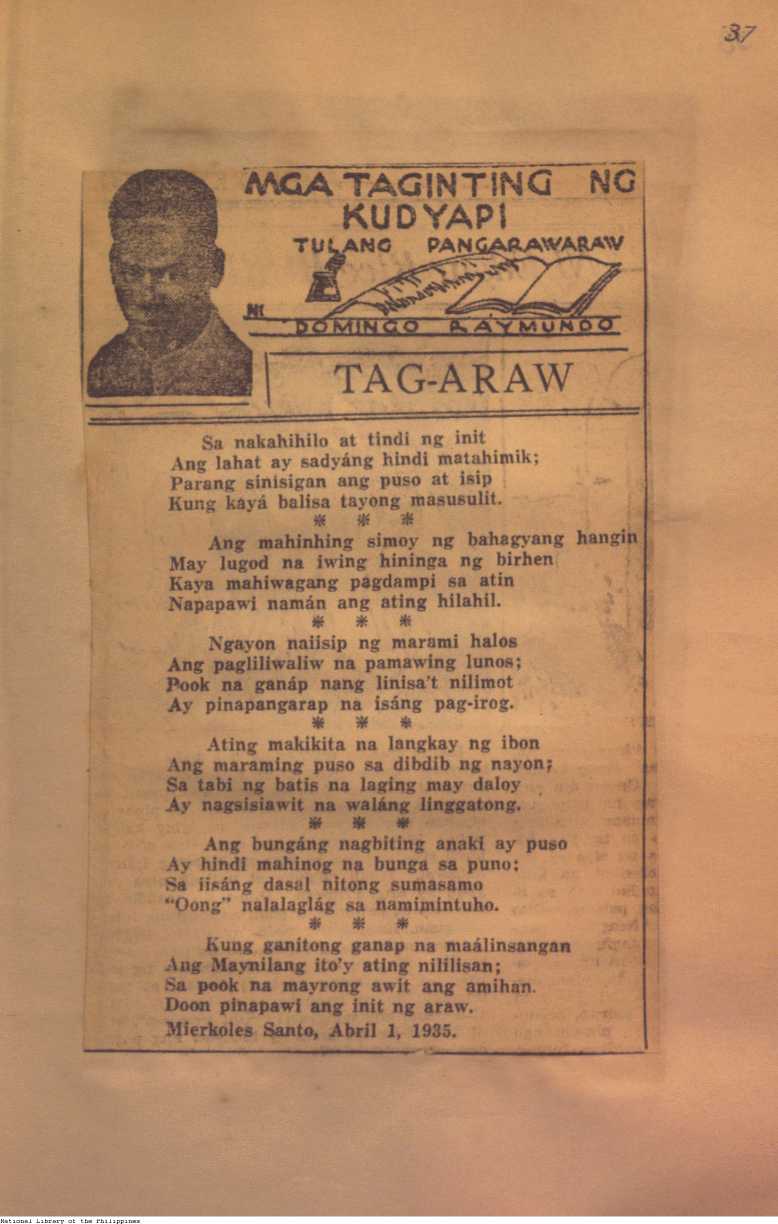 37
MGA TAGINTING NG
KUDYAPI
TULANG PANGARAWARAW
NI
DOMINGO RAYMUNDO
TAG-ARAW
Sa nakahihilo at tindi ng init
Ang lahat ay sadyáng hindi matahimik;
Parang sinisigan ang puso at isip
Kung kayá balisa tayong masusulit.
* * *
Ang mahinhing simoy ng bahagyang hangin
May lugod na iwing hininga ng birhen
Kaya mahiwagang pagdampi sa atin
Napapawi namán ang ating hilahil.
* * *
Ngayon naiisip ng marami halos
Ang pagliliwaliw na pamawing lunos;
Pook na ganáp nang linisa't nilimot
Ay pinapangarap na isáng pag-irog.
* * *
Ating makikita na langkay ng ibon
Ang maraming puso sa dibdib ng nayon;
Sa tabi ng batis na laging may daloy
Ay nagsisiawit na waláng linggatong.
* * *
Ang bungáng nagbiting anaki ay puso
Ay hindi mahinog na bunga sa puno;
Sa iisáng dasal nitong sumasamo
“Oong” nalalaglág sa namimintuho.
* * *
Kung ganitong ganap na maálinsangan
Ang Maynilang ito'y ating nililisan;
Sa pook na mayrong awit ang amihan.
Doon pinapawi ang init ng araw.
Mierkoles Santo, Abril 1, 1935.
National Library of the Philippines